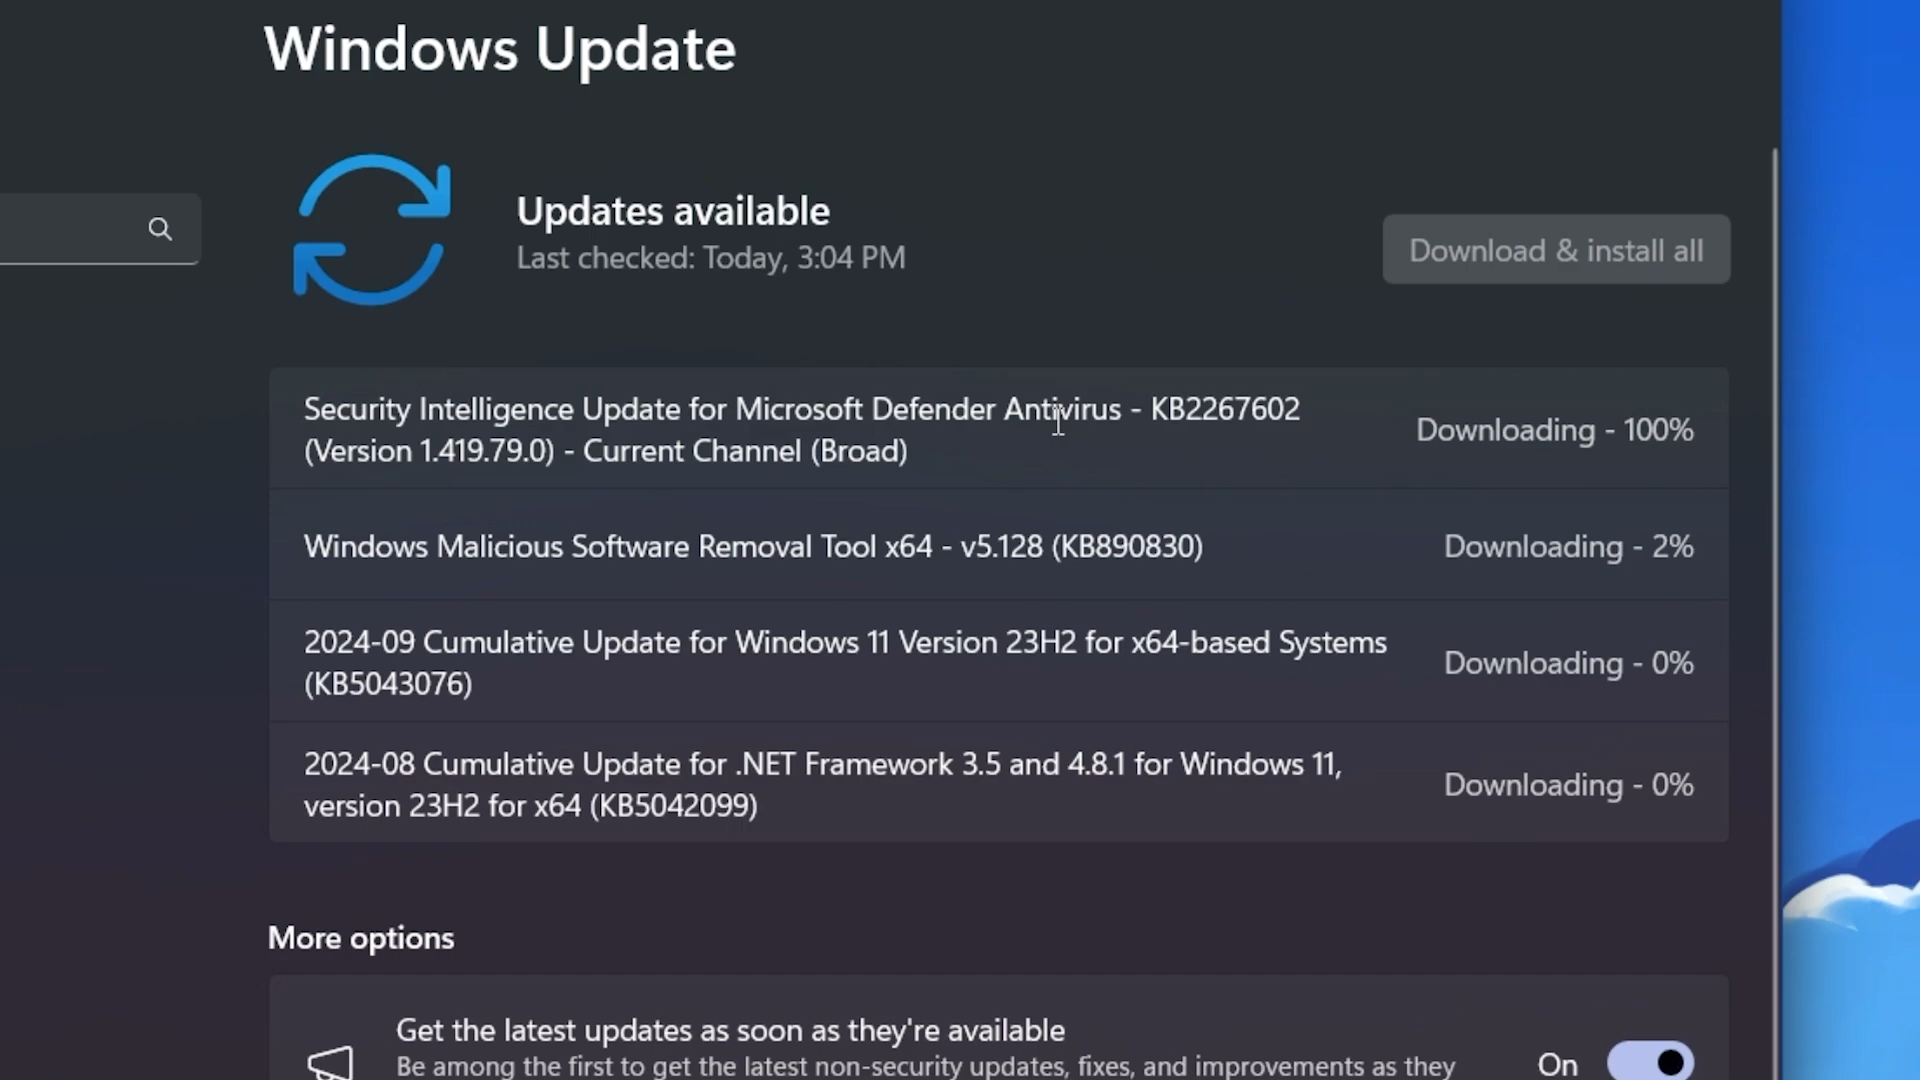 Windows Update
Updates available
Last checked: Today, 3:04 PM
Download & install all
Security Intelligence Update for Microsoft Defender Antivirus - KB2267602
(Version 1.419.79.0) - Current Channel (Broad)
Downloading - 100%
Windows Malicious Software Removal Tool x64 - v5.128 (KB890830)
Downloading - 2%
2024-09 Cumulative Update for Windows 11 Version 23H2 for x64-based Systems
(KB5043076)
Downloading - 0%
2024-08 Cumulative Update for .NET Framework 3.5 and 4.8.1 for Windows 11,
version 23H2 for x64 (KB5042099)
Downloading - 0%
More options
Get the latest updates as soon as they're available
Be among the first to get the latest non-security updates, fixes, and improvements as they
On